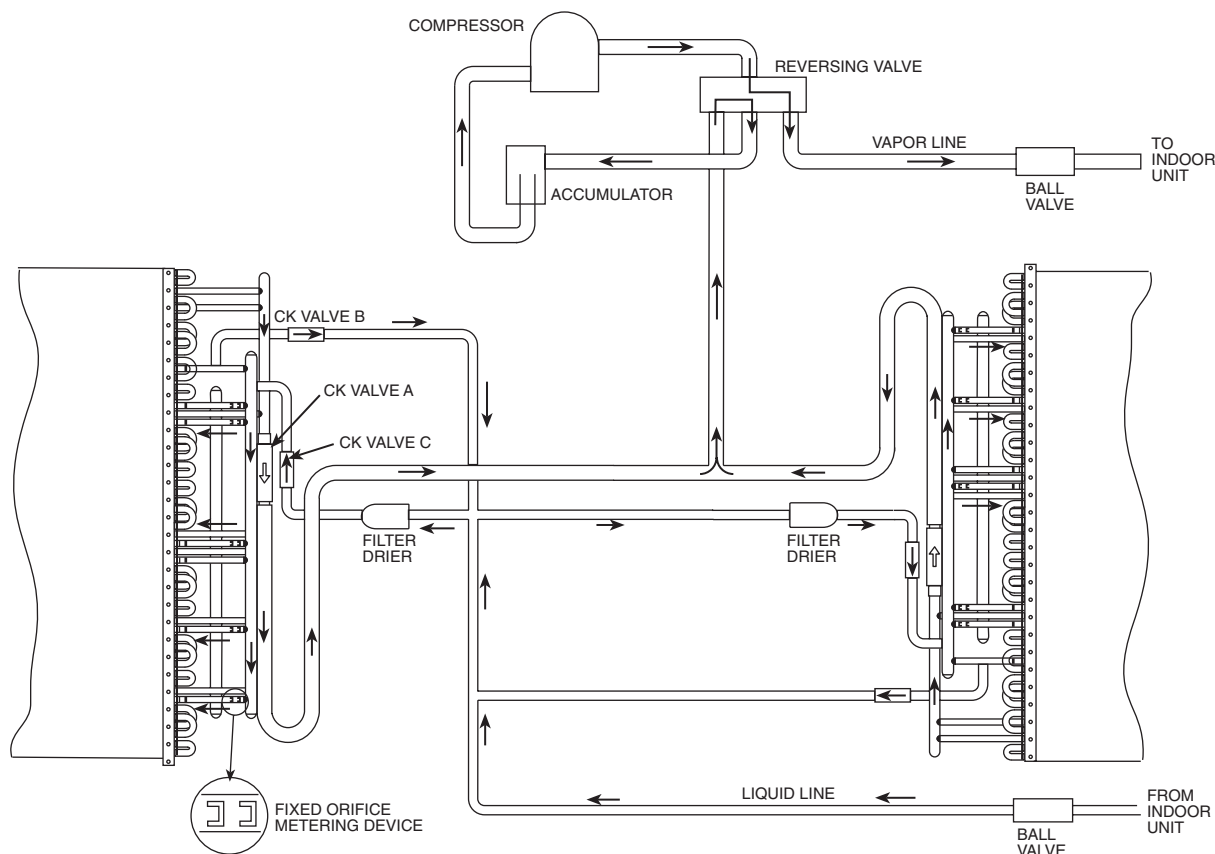 COMPRESSOR
REVERSING VALVE
VAPOR LINE
TO
INDOOR
UNIT
BALL
VALVE
ACCUMULATOR
CK VALVE B
CK VALVE A
CK VALVE C
FILTER
DRIER
FILTER
DRIER
FIXED ORIFICE
METERING DEVICE
LIQUID LINE
FROM
INDOOR
UNIT
BALL
VALVE